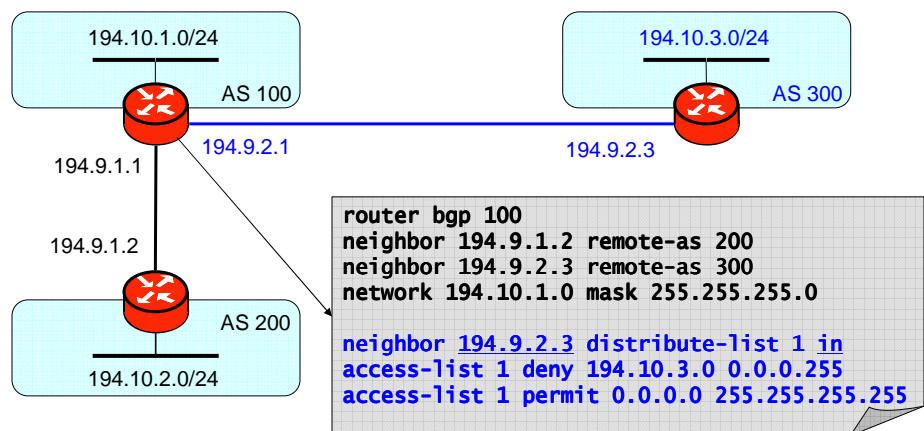 194.10.1.0/24
194.10.3.0/24
AS 100
AS 300
194.9.2.1
194.9.2.3
194.9.1.1
194.9.1.2
AS 200
194.10.2.0/24
router bgp 100
neighbor 194.9.1.2 remote-as 200
neighbor 194.9.2.3 remote-as 300
network 194.10.1.0 mask 255.255.255.0
neighbor 194.9.2.3 distribute-list 1 in
access-list 1 deny 194.10.3.0 0.0.0.255
access-list 1 permit 0.0.0.0 255.255.255.255